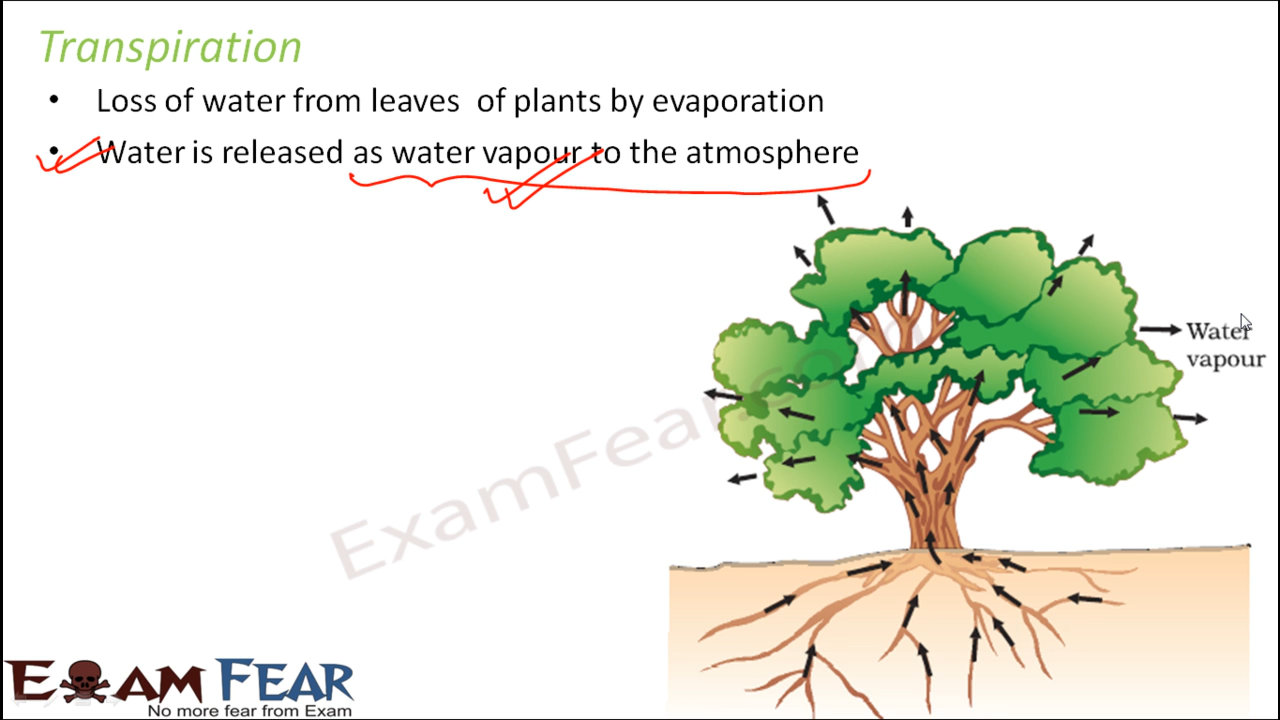 Transpiration
• Loss of water from leaves of plants by evaporation
• Water is released as water vapour to the atmosphere
Water
vapour
ExamFear.com
EXAM FEAR
No more fear from Exam